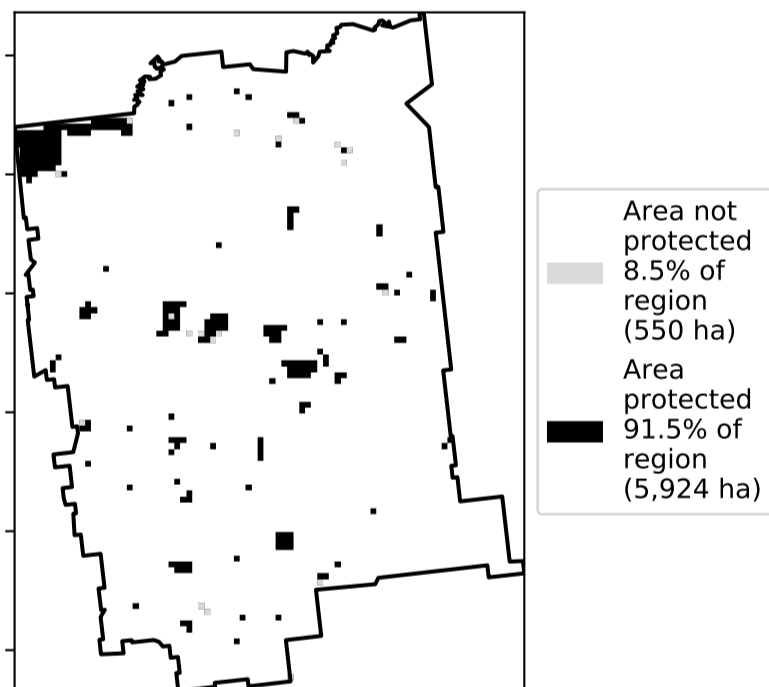 Area not
protected
8.5% of
region
(550 ha)
Area
protected
91.5% of
region
(5,924 ha)